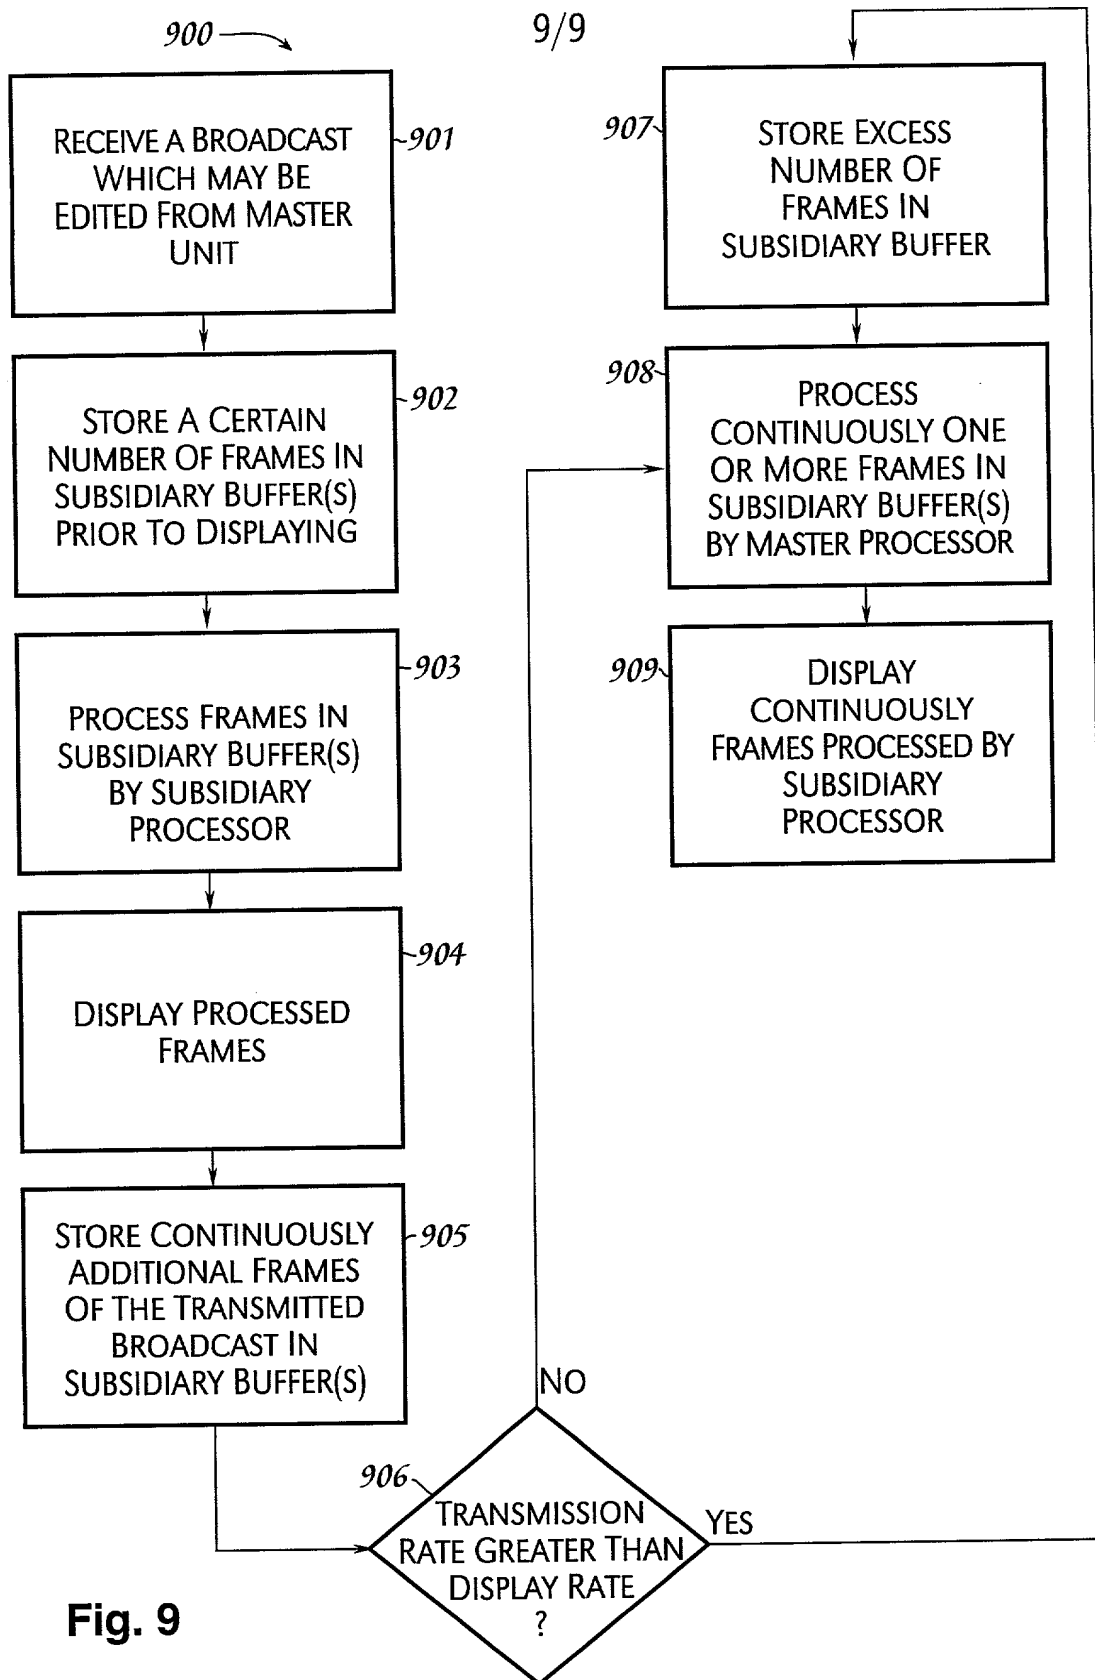 900
9/9
RECEIVE A BROADCAST
WHICH MAY BE
EDITED FROM MASTER
UNIT
901
STORE A CERTAIN
NUMBER OF FRAMES IN
SUBSIDIARY BUFFER(S)
PRIOR TO DISPLAYING
902
PROCESS FRAMES IN
SUBSIDIARY BUFFER(S)
BY SUBSIDIARY
PROCESSOR
903
DISPLAY PROCESSED
FRAMES
904
STORE CONTINUOUSLY
ADDITIONAL FRAMES
OF THE TRANSMITTED
BROADCAST IN
SUBSIDIARY BUFFER(S)
905
906
TRANSMISSION
RATE GREATER THAN
DISPLAY RATE
?
NO
YES
907
STORE EXCESS
NUMBER OF
FRAMES IN
SUBSIDIARY BUFFER
908
PROCESS
CONTINUOUSLY ONE
OR MORE FRAMES IN
SUBSIDIARY BUFFER(S)
BY MASTER PROCESSOR
909
DISPLAY
CONTINUOUSLY
FRAMES PROCESSED BY
SUBSIDIARY
PROCESSOR
Fig. 9